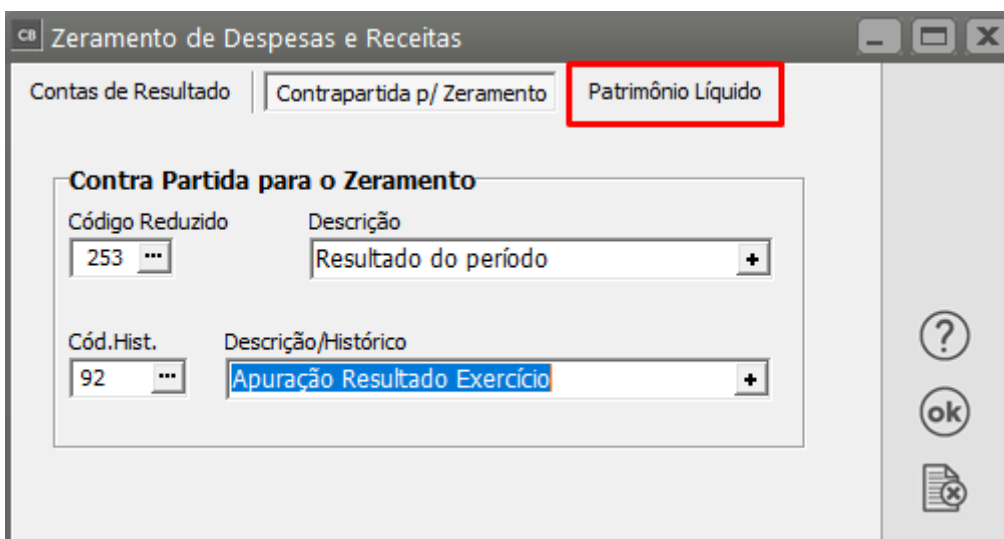 CB Zeramento de Despesas e Receitas
Contas de Resultado Contrapartida p/ Zeramento Patrimônio Líquido
Contra Partida para o Zeramento
Código Reduzido Descrição
253 ... Resultado do período +
Cód.Hist. Descrição/Histórico
92 ... Apuração Resultado Exercício +
?
ok